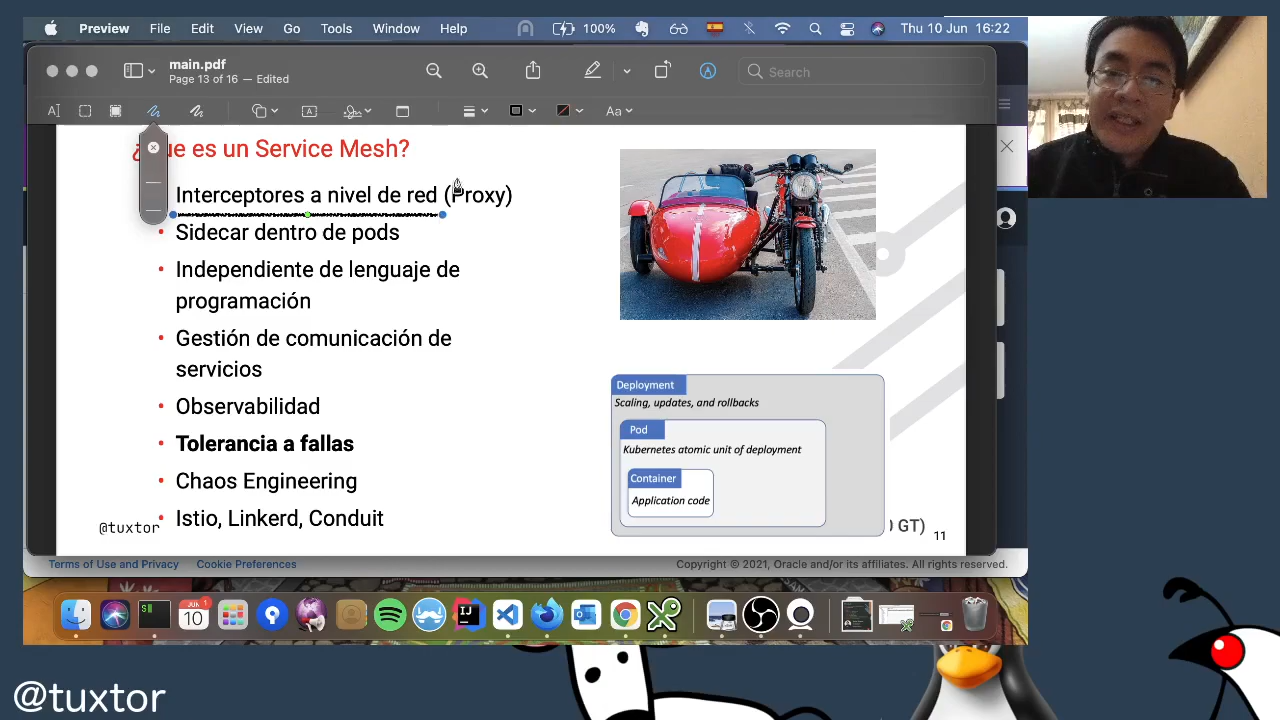 Preview File Edit View Go Tools Window Help 100% Thu 10 Jun 16:22
main.pdf
Page 13 of 16 — Edited
Search
Aa
ue es un Service Mesh?
Interceptores a nivel de red (Proxy)
Sidecar dentro de pods
Independiente de lenguaje de
programación
Gestión de comunicación de
servicios
Observabilidad
Tolerancia a fallas
Chaos Engineering
Istio, Linkerd, Conduit
Deployment
Scaling, updates, and rollbacks
Pod
Kubernetes atomic unit of deployment
Container
Application code
@tuxtor
GT)
11
Terms of Use and Privacy Cookie Preferences Copyright © 2021, Oracle and/or its affiliates. All rights reserved.
JUN
10
@tuxtor